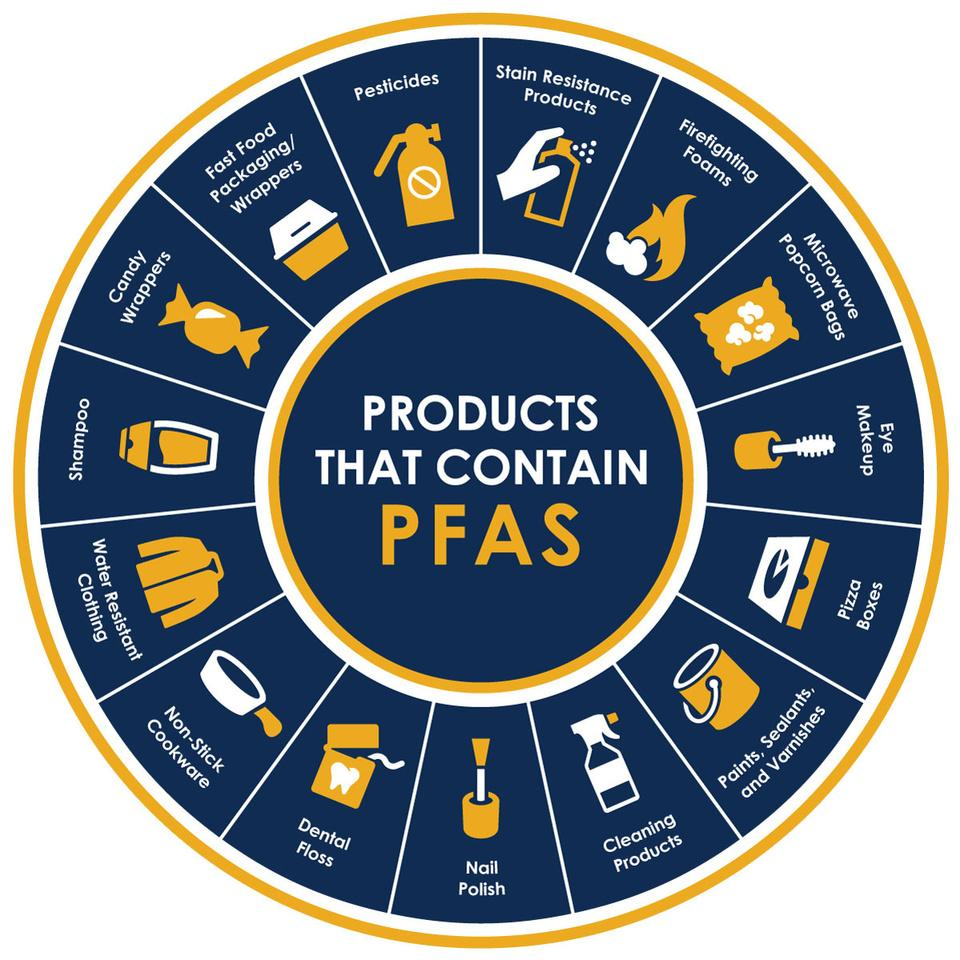 PRODUCTS
THAT CONTAIN
PFAS
Stain Resistance
Products
Firefighting
Foams
Microwave
Popcorn Bags
Eye
Makeup
Pizza
Boxes
Paints, Sealants,
and Varnishes
Cleaning
Products
Nail
Polish
Dental
Floss
Non-Stick
Cookware
Water Resistant
Clothing
Shampoo
Candy
Wrappers
Fast Food
Packaging/
Wrappers
Pesticides